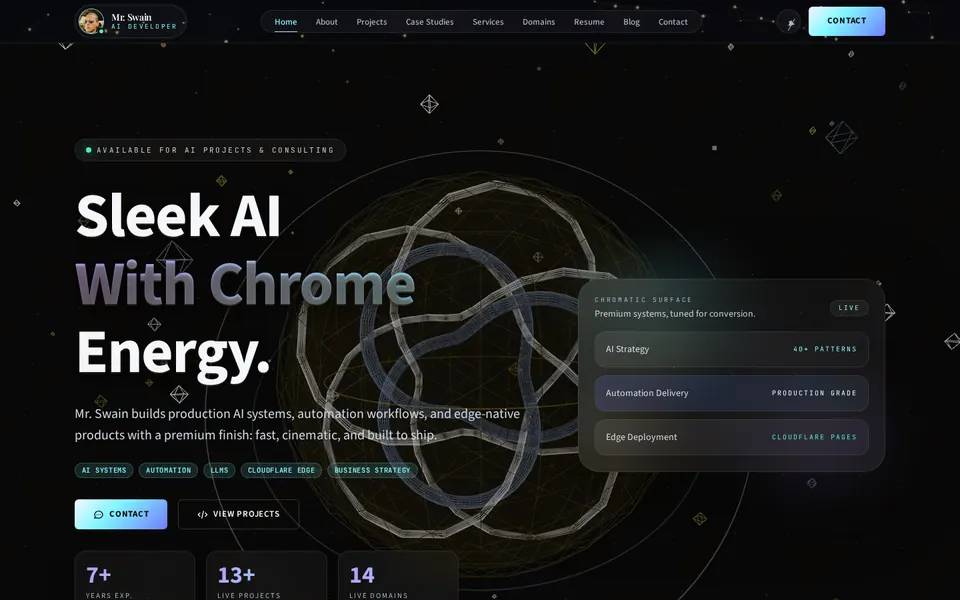 Mr. Swain
AI DEVELOPER
Home
About
Projects
Case Studies
Services
Domains
Resume
Blog
Contact
CONTACT
AVAILABLE FOR AI PROJECTS & CONSULTING
Sleek AI
With Chrome
Energy.
Mr. Swain builds production AI systems, automation workflows, and edge-native
products with a premium finish: fast, cinematic, and built to ship.
AI SYSTEMS
AUTOMATION
LLMS
CLOUDFLARE EDGE
BUSINESS STRATEGY
CONTACT
VIEW PROJECTS
7+
YEARS EXP.
13+
LIVE PROJECTS
14
LIVE DOMAINS
CHROMATIC SURFACE
Premium systems, tuned for conversion.
LIVE
AI Strategy
40+ PATTERNS
Automation Delivery
PRODUCTION GRADE
Edge Deployment
CLOUDFLARE PAGES